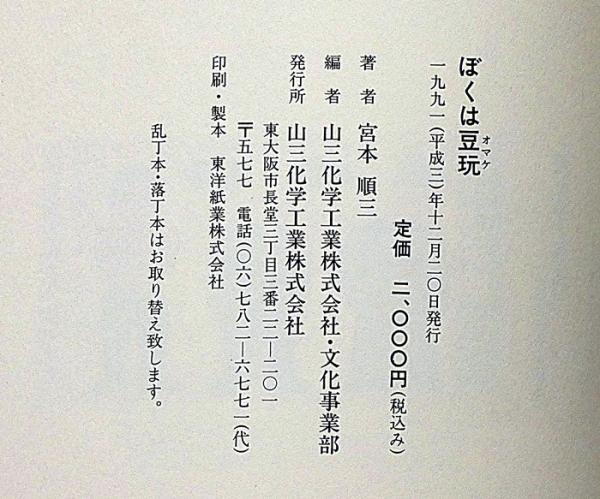 ぼくは豆玩
オマケ
一九九一(平成三)年十二月二〇日発行
定価 二、〇〇〇円(税込み)
著者 宮本 順三
編者 山三化学工業株式会社・文化事業部
発行所 山三化学工業株式会社
東大阪市長堂三丁目三番二二―二〇一
〒五七七 電話(〇六)七八二―六七七一(代)
印刷・製本 東洋紙業株式会社
乱丁本・落丁本はお取り替え致します。